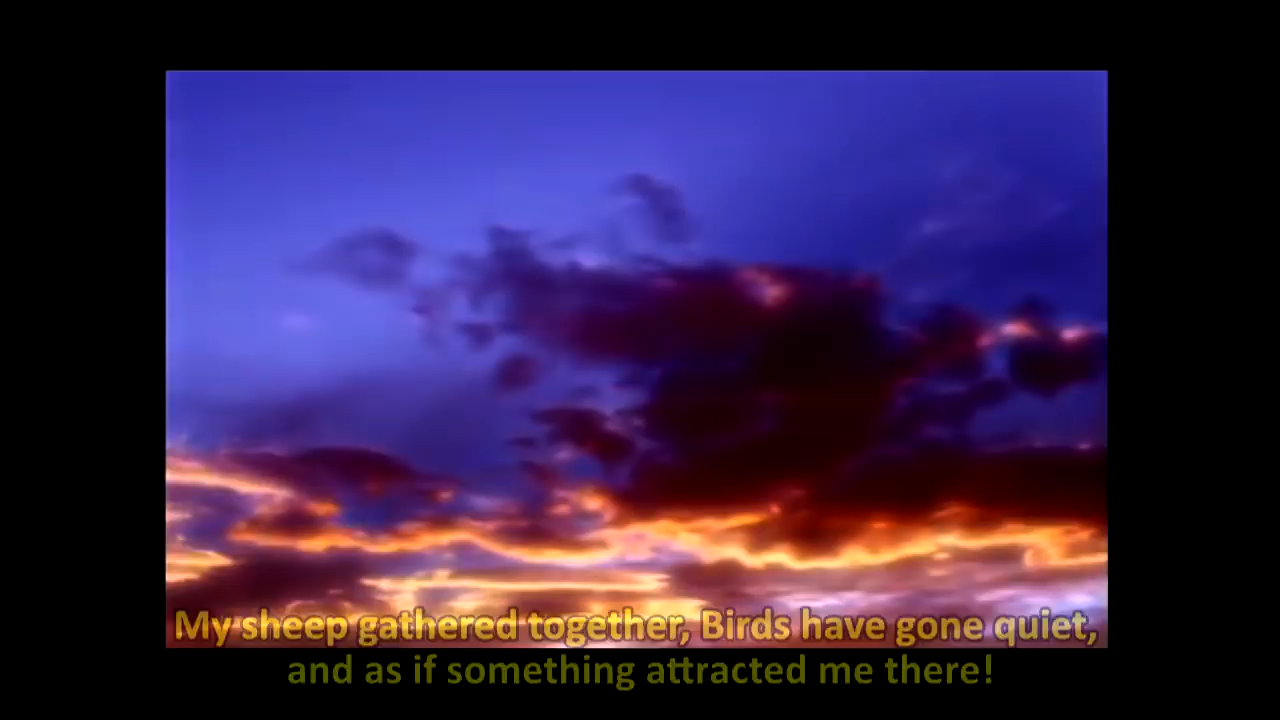 My sheep gathered together, Birds have gone quiet,
and as if something attracted me there!